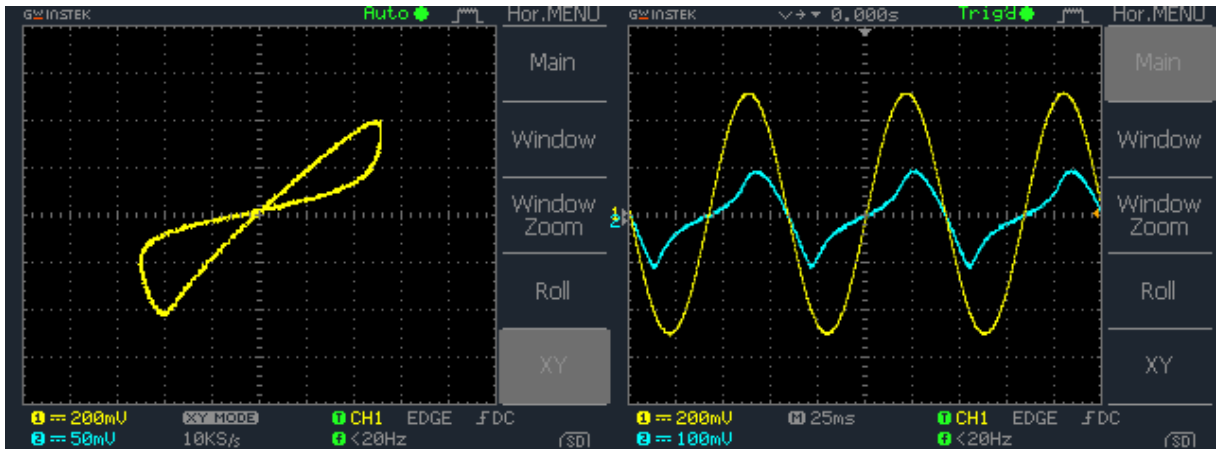 GW INSTEK Auto Hor.MENU
Main
Window
Window
Zoom
Roll
XY
1 200mV XY MODE T CH1 EDGE DC
2 50mV 10KS/s f <20Hz SD
GW INSTEK 0.000s Trig'd Hor.MENU
Main
Window
1
2
Window
Zoom
Roll
XY
1 200mV M 25ms T CH1 EDGE DC
2 100mV f <20Hz SD